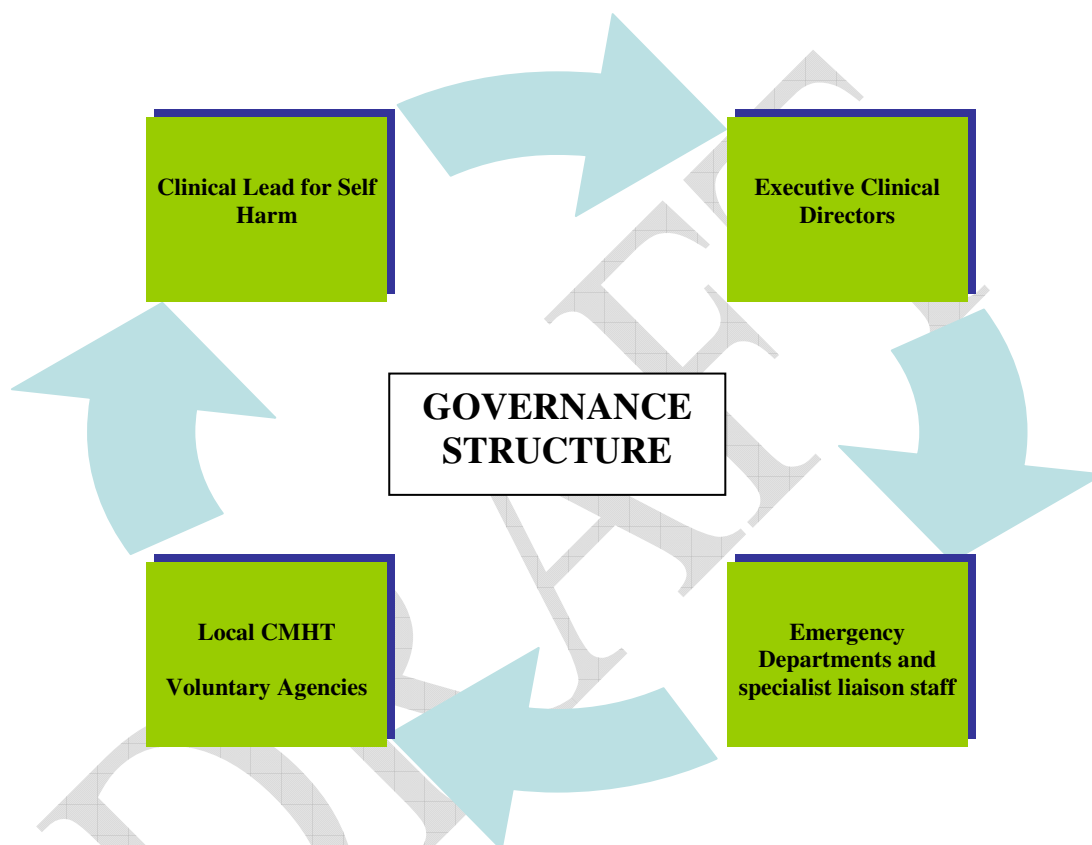 Clinical Lead for Self
Harm
Executive Clinical
Directors
GOVERNANCE
STRUCTURE
Local CMHT
Voluntary Agencies
Emergency
Departments and
specialist liaison staff
DRAFT